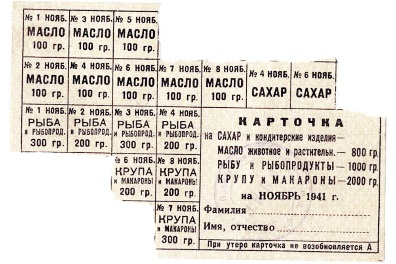 № 1 НОЯБ. № 3 НОЯБ. № 5 НОЯБ.
МАСЛО МАСЛО МАСЛО
100 гр. 100 гр. 100 гр.
№ 2 НОЯБ. № 4 НОЯБ. № 6 НОЯБ. № 7 НОЯБ. № 8 НОЯБ. № 4 НОЯБ. № 6 НОЯБ.
МАСЛО МАСЛО МАСЛО МАСЛО МАСЛО САХАР САХАР
100 гр. 100 гр. 100 гр. 100 гр. 100 гр.
№ 1 НОЯБ. № 2 НОЯБ. № 3 НОЯБ. № 4 НОЯБ.
РЫБА РЫБА РЫБА РЫБА
и РЫБОПРОД. и РЫБОПРОД. и РЫБОПРОД. и РЫБОПРОД.
300 гр. 200 гр. 300 гр. 200 гр.
№ 6 НОЯБ. № 8 НОЯБ.
КРУПА КРУПА
и МАКАРОНЫ и МАКАРОНЫ
200 гр. 200 гр.
№ 7 НОЯБ.
КРУПА
и МАКАРОНЫ
300 гр.
КАРТОЧКА
на САХАР и кондитерские изделия—
МАСЛО животное и растительн.— 800 гр.
РЫБУ и РЫБОПРОДУКТЫ — 1000 гр.
КРУПУ и МАКАРОНЫ—2000 гр.
на НОЯБРЬ 1941 г.
Фамилия
Имя, отчество
При утере карточка не возобновляется А